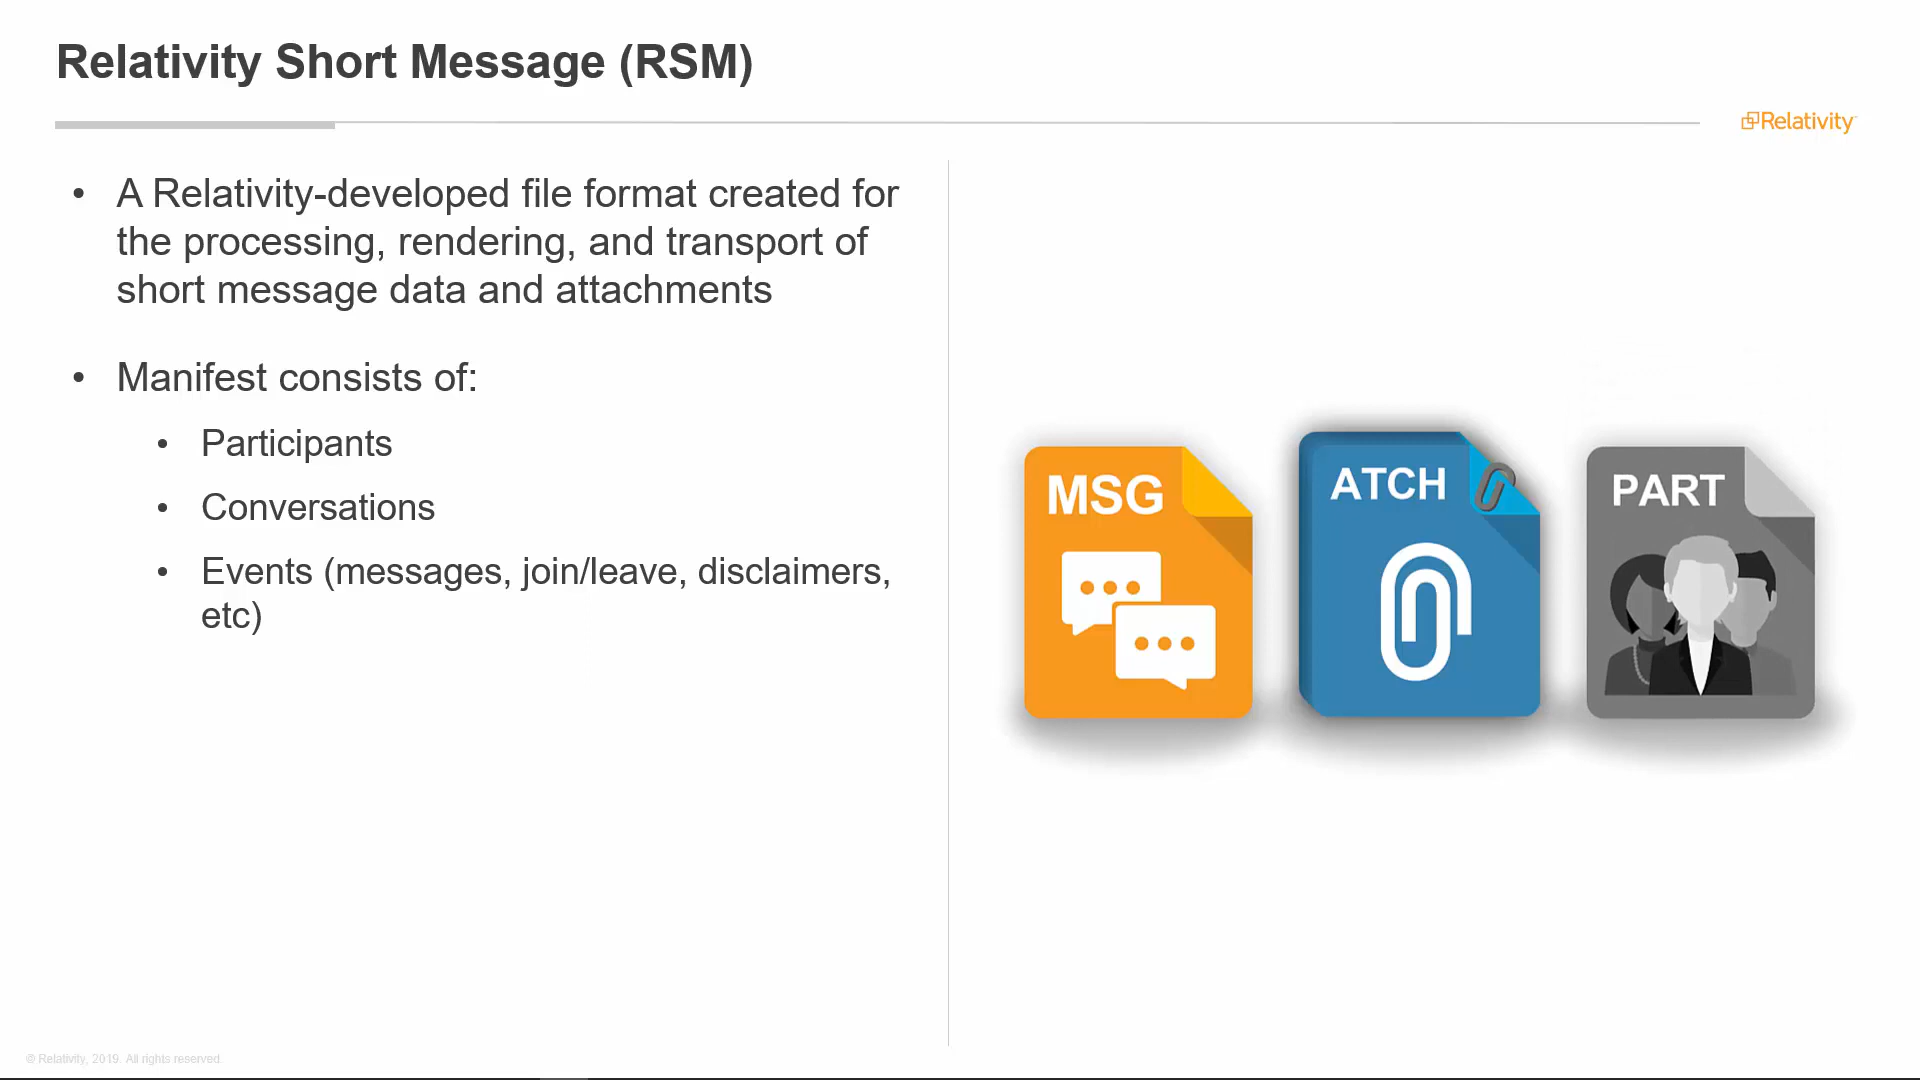 Relativity Short Message (RSM)
Relativity
• A Relativity-developed file format created for
the processing, rendering, and transport of
short message data and attachments
• Manifest consists of:
• Participants
• Conversations
• Events (messages, join/leave, disclaimers,
etc)
MSG
ATCH
PART
© Relativity, 2019. All rights reserved.